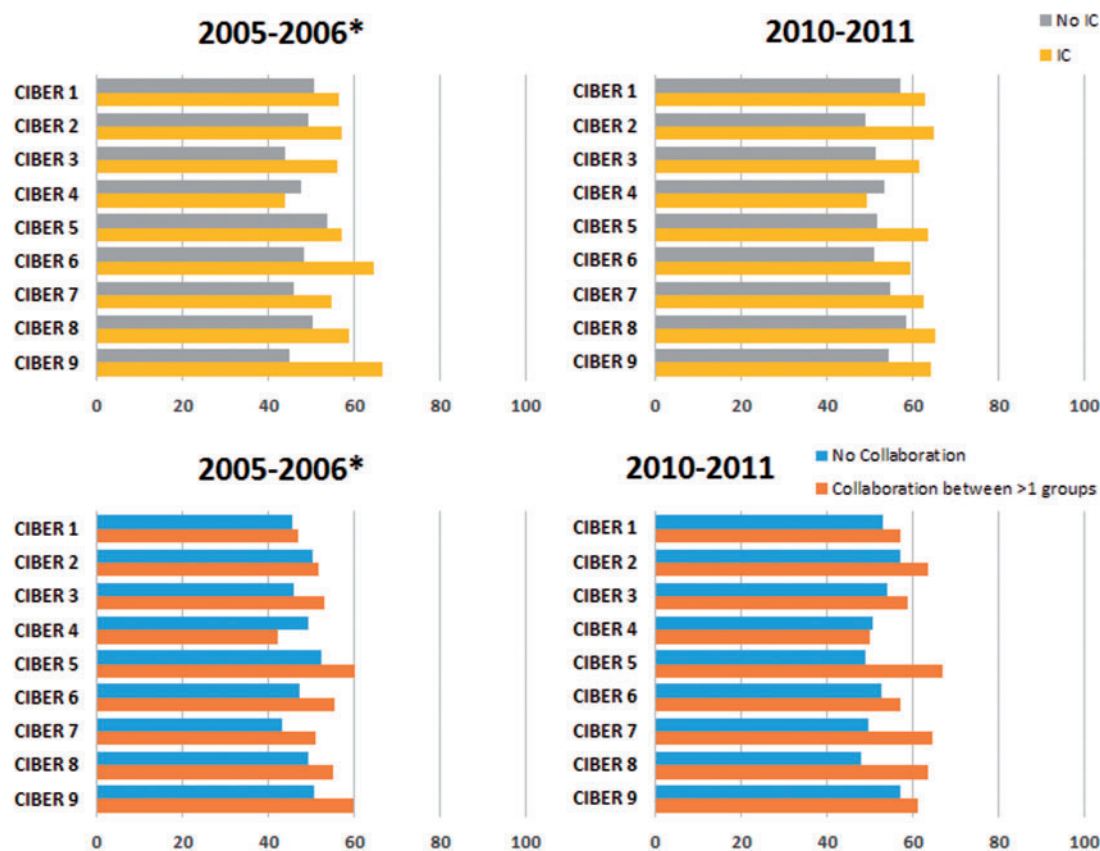 2005-2006*
CIBER 1
CIBER 2
CIBER 3
CIBER 4
CIBER 5
CIBER 6
CIBER 7
CIBER 8
CIBER 9
0 20 40 60 80 100
2010-2011
No IC
IC
CIBER 1
CIBER 2
CIBER 3
CIBER 4
CIBER 5
CIBER 6
CIBER 7
CIBER 8
CIBER 9
0 20 40 60 80 100
2005-2006*
CIBER 1
CIBER 2
CIBER 3
CIBER 4
CIBER 5
CIBER 6
CIBER 7
CIBER 8
CIBER 9
0 20 40 60 80 100
2010-2011
No Collaboration
Collaboration between >1 groups
CIBER 1
CIBER 2
CIBER 3
CIBER 4
CIBER 5
CIBER 6
CIBER 7
CIBER 8
CIBER 9
0 20 40 60 80 100